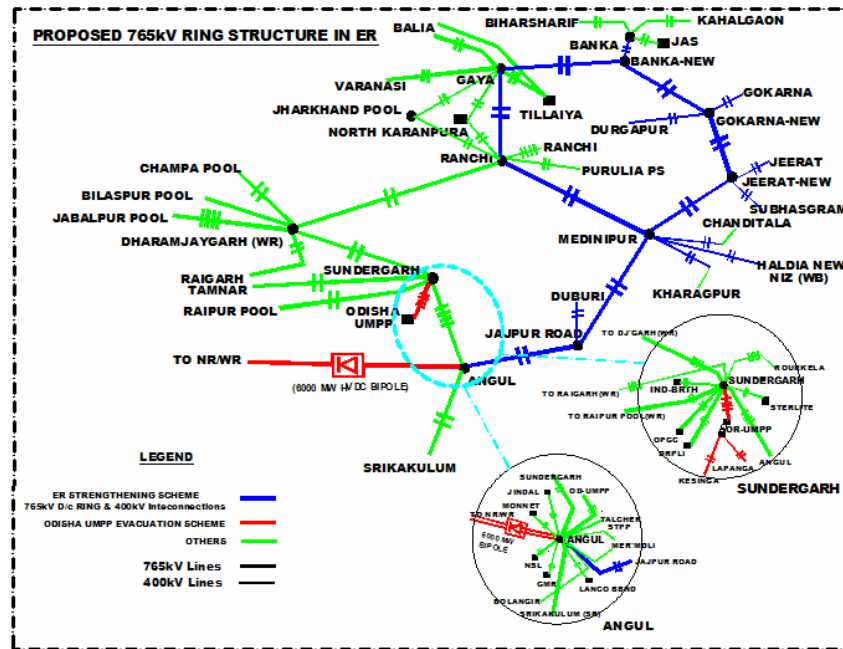 PROPOSED 765kV RING STRUCTURE IN ER
BALIA
BIHARSHARIF
KAHALGAON
BANKA
JAS
BANKA-NEW
VARANASI
GAYA
TILLAIYA
JHARKHAND POOL
NORTH KARANPURA
GOKARNA
GOKARNA-NEW
DURGAPUR
RANCHI
RANCHI
PURULIA PS
JEERAT
JEERAT-NEW
SUBHASGRAM
CHAMPA POOL
BILASPUR POOL
JABALPUR POOL
DHARAMJAYGARH (WR)
MEDINIPUR
CHANDITALA
HALDIA NEW
NIZ (WB)
KHARAGPUR
RAIGARH
TAMNAR
RAIPUR POOL
SUNDERGARH
ODISHA
UMPP
DUBURI
JAJPUR ROAD
TO NR/WR
(6000 MW HVDC BIPOLE)
ANGUL
SRIKAKULUM
TO DJ'GARH(WR)
ROURKELA
SUNDERGARH
IND-BRTH
TO RAIGARH(WR)
STERLITE
TO RAIPUR POOL(WR)
OPGC
DRPLI
OR-UMPP
LAPANGA
ANGUL
KESINGA
SUNDERGARH
LEGEND
ER STRENGTHENING SCHEME
765kV D/c RING & 400kV Inteconnections
ODISHA UMPP EVACUATION SCHEME
OTHERS
765kV Lines
400kV Lines
SUNDERGARH
JINDAL
OD-UMPP
MONNET
TO NR/WR
TALCHER
STPP
6000 MW
BIPOLE
ANGUL
MER'MDLI
JAJPUR ROAD
NSL
GMR
LANCO BBND
BOLANGIR
SRIKAKULUM (SR)
ANGUL